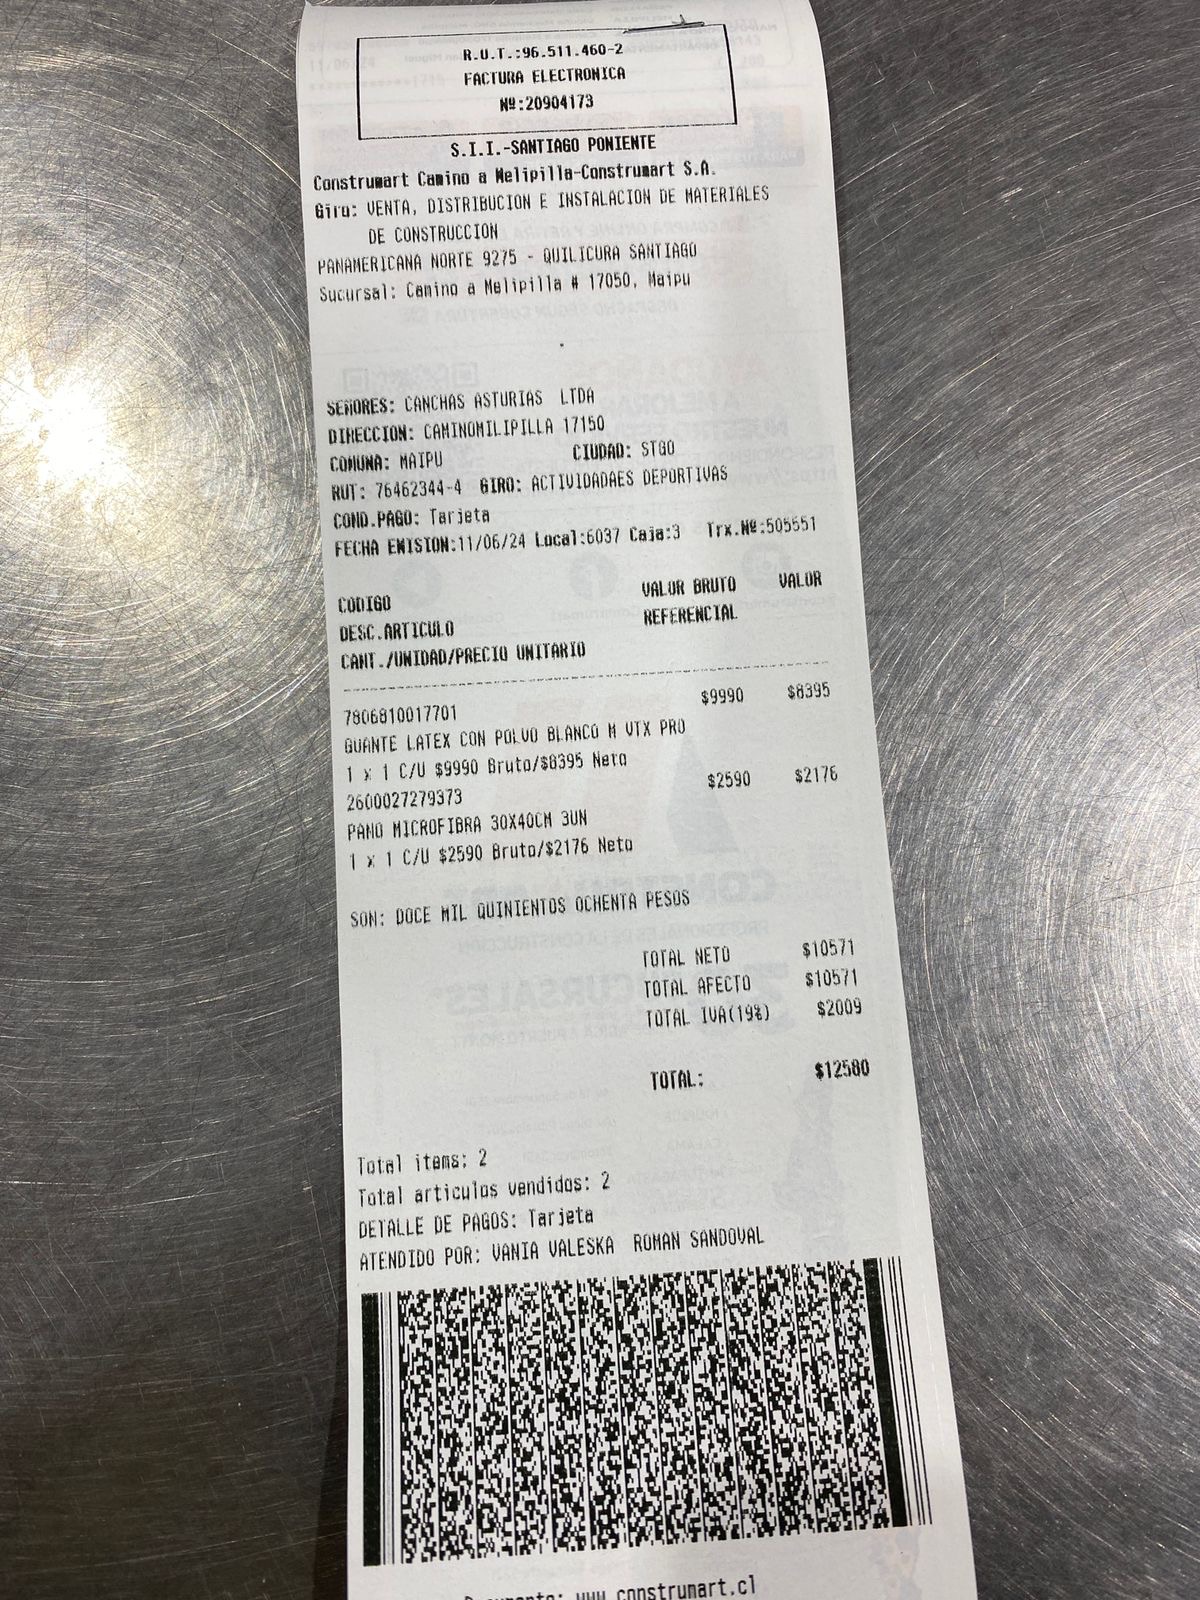 R.U.T.:96.511.460-2
FACTURA ELECTRONICA
Nº:20904173
S.I.I.-SANTIAGO PONIENTE
Construmart Camino a Melipilla-Construmart S.A.
Giro: VENTA, DISTRIBUCION E INSTALACION DE MATERIALES
DE CONSTRUCCION
PANAMERICANA NORTE 9275 - QUILICURA SANTIAGO
Sucursal: Camino a Melipilla # 17050, Maipu
SEÑORES: CANCHAS ASTURIAS LTDA
DIRECCION: CAMINOMILIPILLA 17150
COMUNA: MAIPU CIUDAD: STGO
RUT: 76462344-4 GIRO: ACTIVIDADAES DEPORTIVAS
COND.PAGO: Tarjeta
FECHA EMISION:11/06/24 Local:6037 Caja:3 Trx.Nº:505551
CODIGO VALOR BRUTO VALOR
DESC.ARTICULO REFERENCIAL
CANT./UNIDAD/PRECIO UNITARIO
7806810017701 $9990 $8395
GUANTE LATEX CON POLVO BLANCO M VTX PRO
1 x 1 C/U $9990 Bruto/$8395 Neto
2600027279373 $2590 $2176
PANO MICROFIBRA 30X40CM 3UN
1 x 1 C/U $2590 Bruto/$2176 Neto
SON: DOCE MIL QUINIENTOS OCHENTA PESOS
TOTAL NETO $10571
TOTAL AFECTO $10571
TOTAL IVA(19%) $2009
TOTAL: $12580
Total items: 2
Total articulos vendidos: 2
DETALLE DE PAGOS: Tarjeta
ATENDIDO POR: VANIA VALESKA ROMAN SANDOVAL
www.construmart.cl